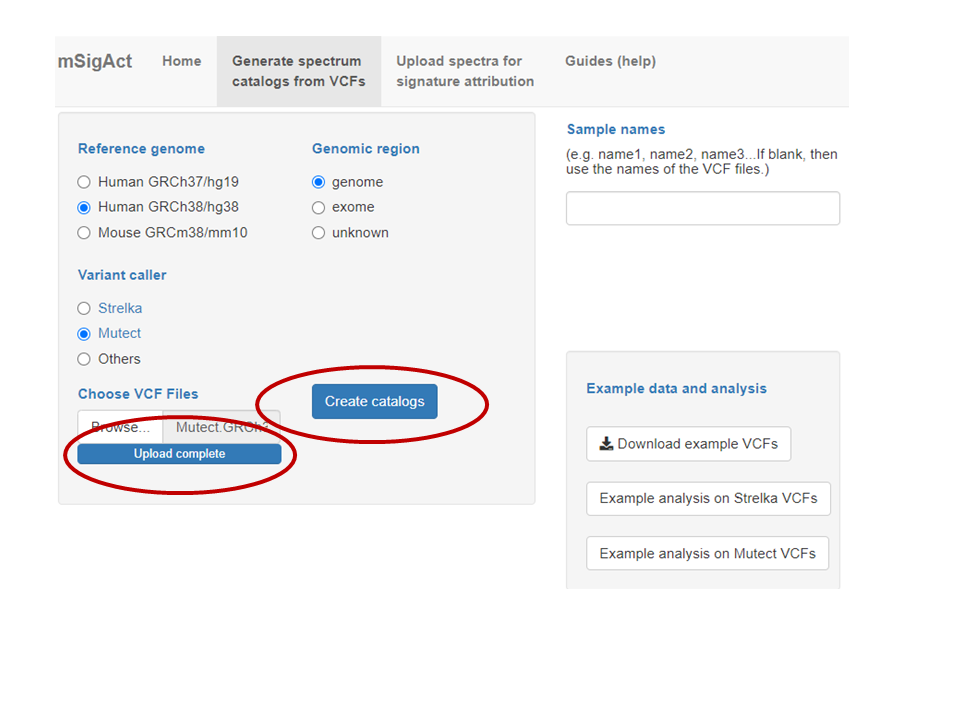 mSigAct
Home
Generate spectrum
catalogs from VCFs
Upload spectra for
signature attribution
Guides (help)
Reference genome
Human GRCh37/hg19
Human GRCh38/hg38
Mouse GRCm38/mm10
Genomic region
genome
exome
unknown
Variant caller
Strelka
Mutect
Others
Choose VCF Files
Browse...
Upload complete
Create catalogs
Sample names
(e.g. name1, name2, name3...If blank, then
use the names of the VCF files.)
Example data and analysis
Download example VCFs
Example analysis on Strelka VCFs
Example analysis on Mutect VCFs